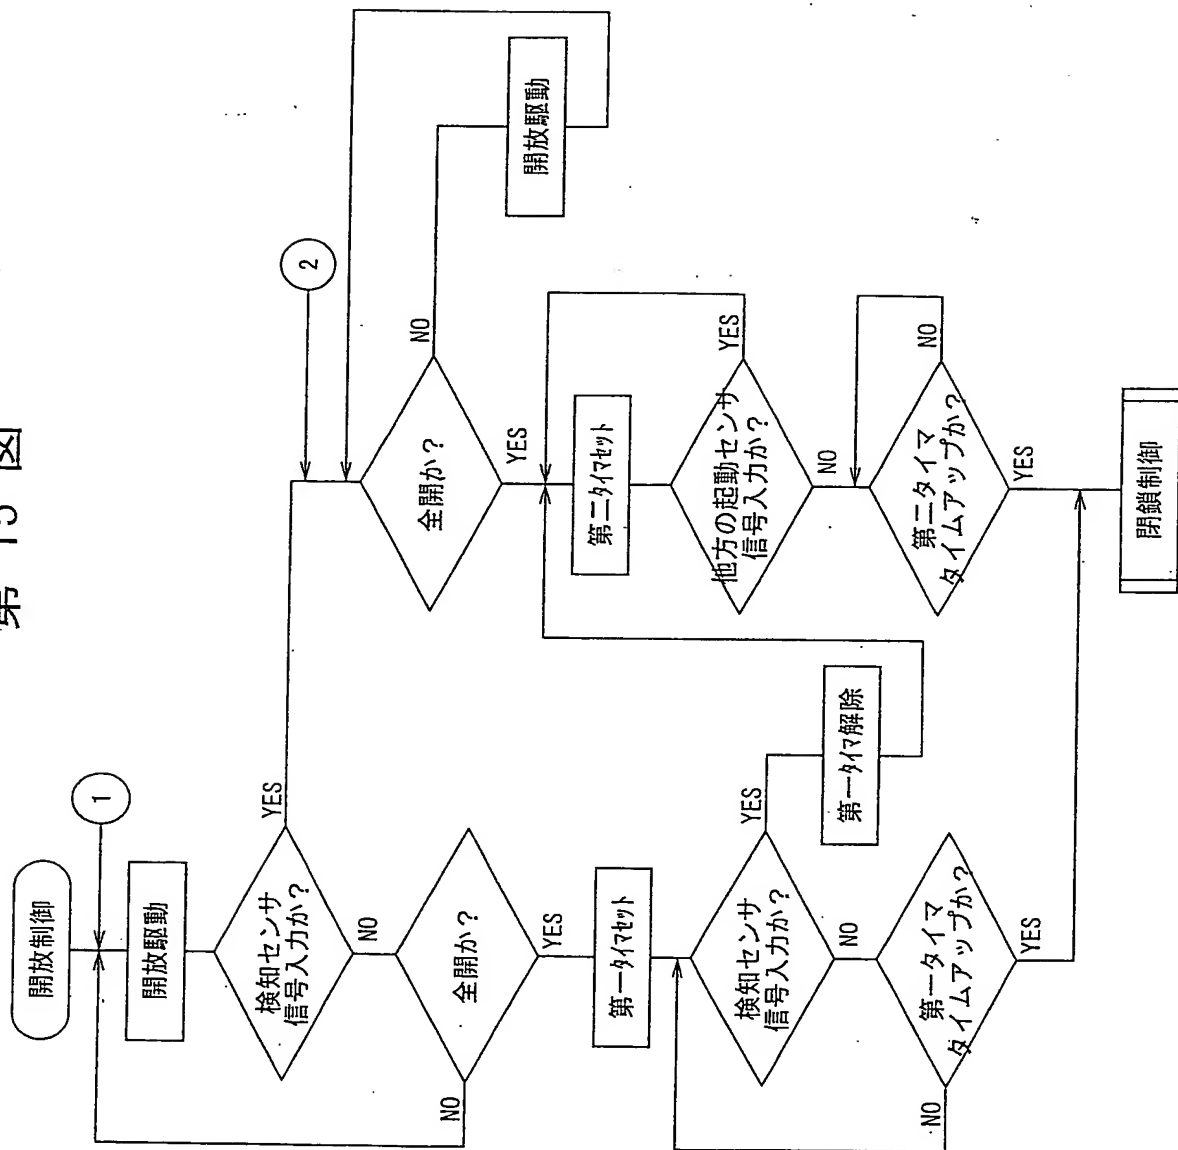 第 15 図
開放制御
1
開放駆動
検知センサ
信号入力か？
YES
NO
全開か？
NO
YES
第一タイマセット
検知センサ
信号入力か？
YES
NO
第一タイマ解除
第一タイマ
タイムアップか？
NO
YES
2
全開か？
NO
YES
開放駆動
第二タイマセット
他方の起動センサ
信号入力か？
YES
NO
第二タイマ
タイムアップか？
NO
YES
閉鎖制御